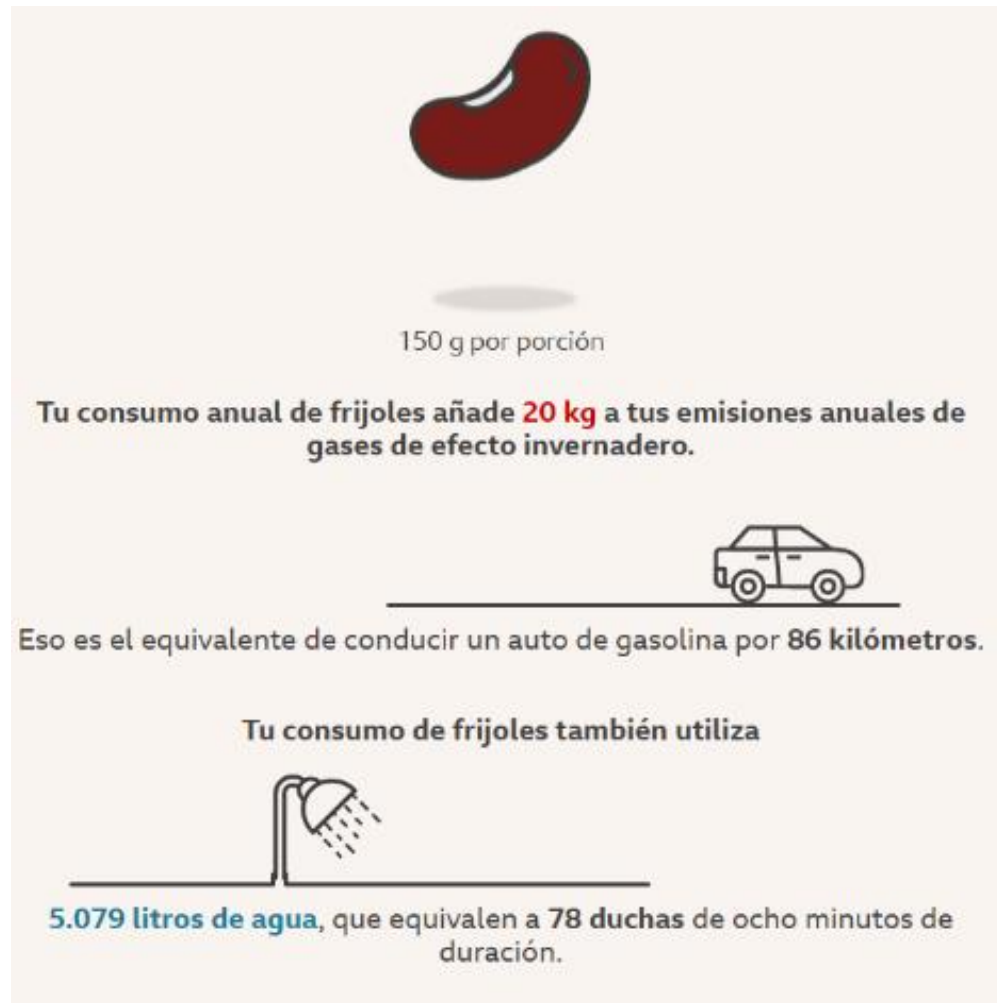 150 g por porción
Tu consumo anual de frijoles añade 20 kg a tus emisiones anuales de
gases de efecto invernadero.
Eso es el equivalente de conducir un auto de gasolina por 86 kilómetros.
Tu consumo de frijoles también utiliza
5.079 litros de agua, que equivalen a 78 duchas de ocho minutos de
duración.